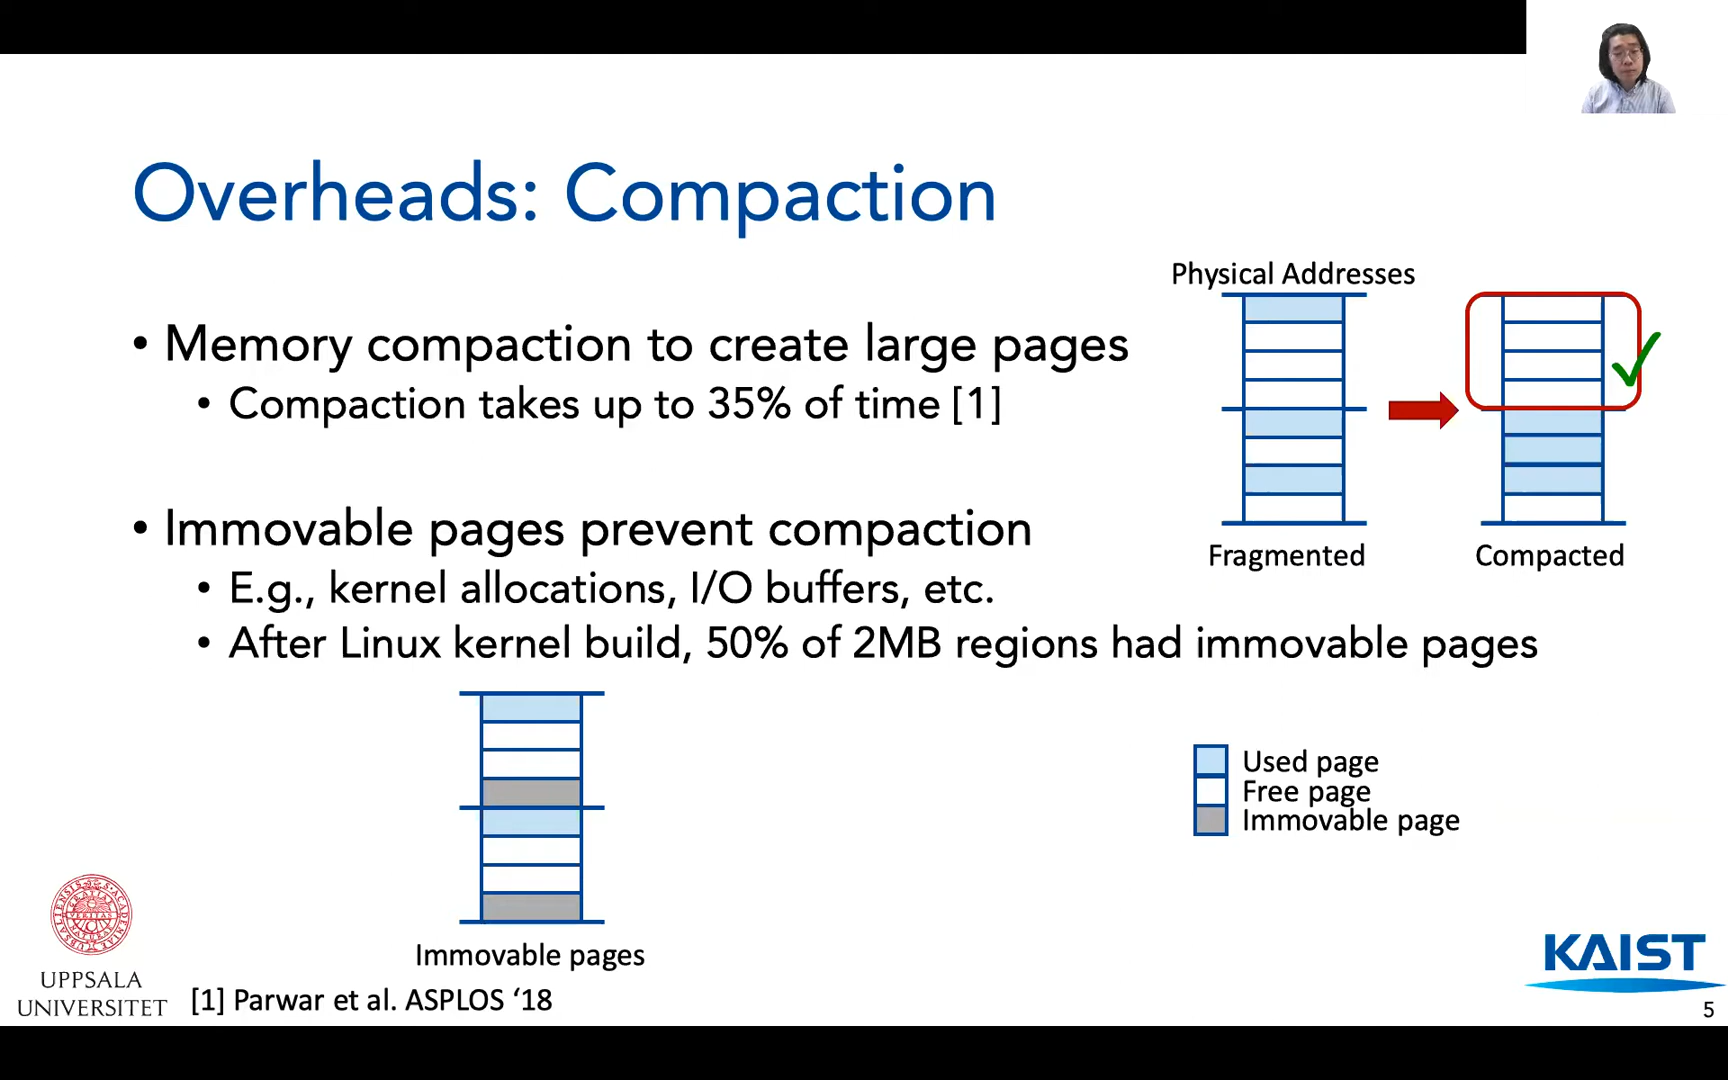 Overheads: Compaction
Physical Addresses
• Memory compaction to create large pages
• Compaction takes up to 35% of time [1]
Fragmented
Compacted
• Immovable pages prevent compaction
• E.g., kernel allocations, I/O buffers, etc.
• After Linux kernel build, 50% of 2MB regions had immovable pages
Used page
Free page
Immovable page
Immovable pages
UPPSALA
UNIVERSITET
[1] Parwar et al. ASPLOS ‘18
KAIST
5